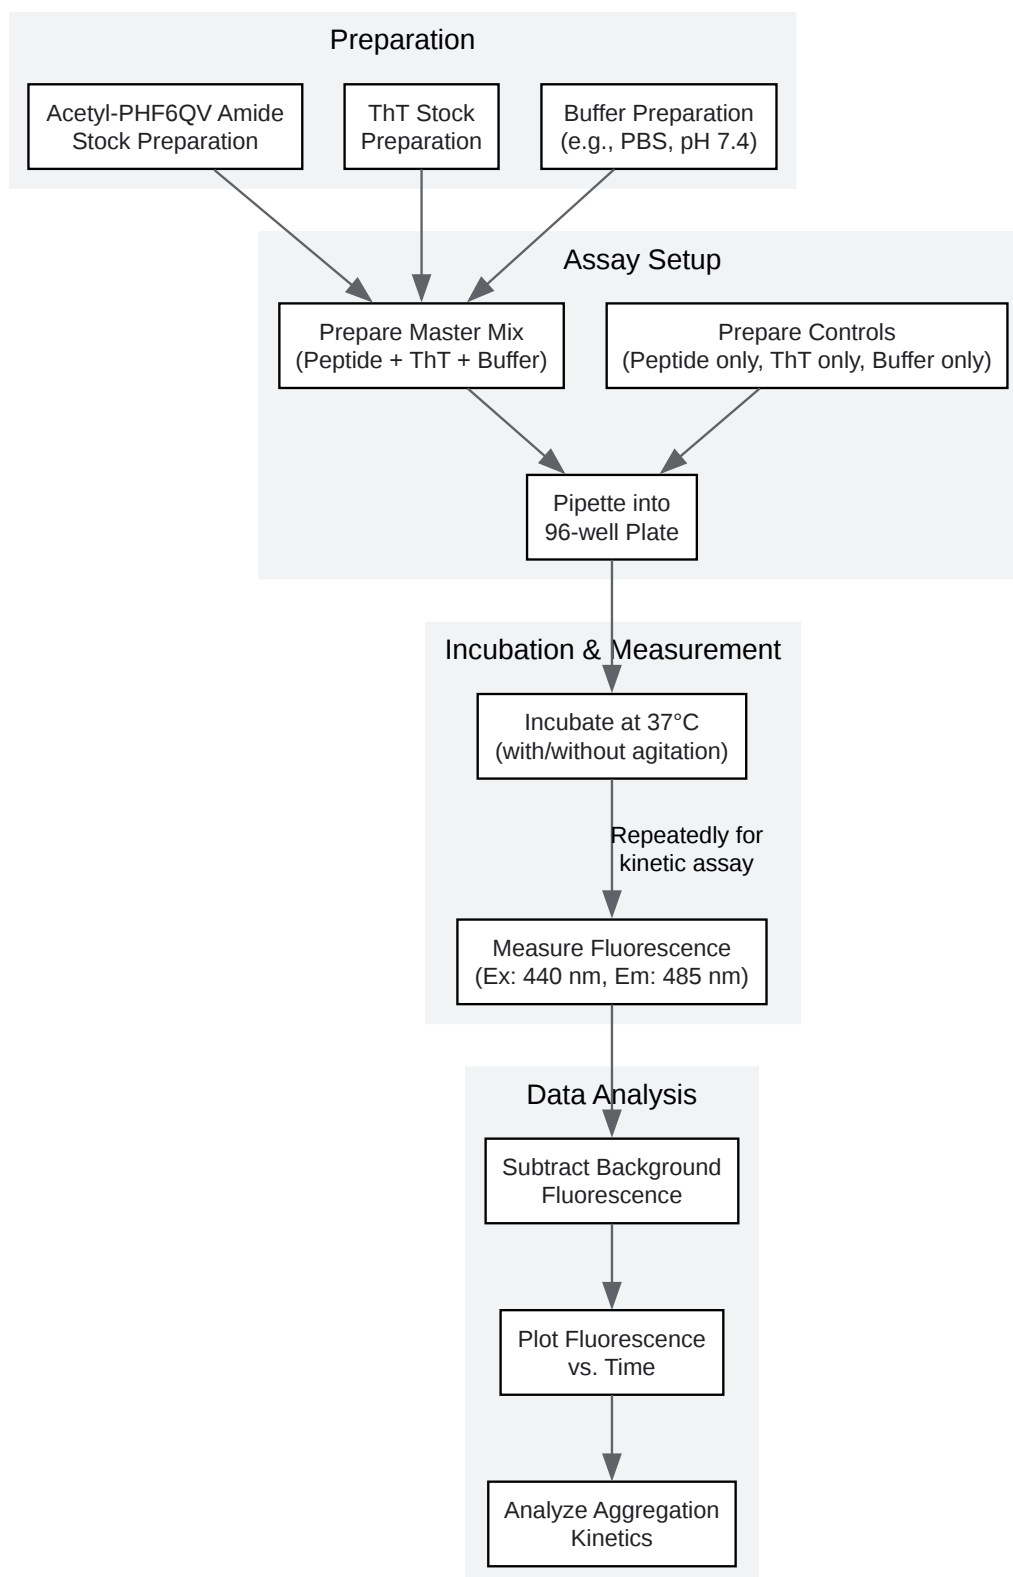 Preparation
Acetyl-PHF6QV Amide
Stock Preparation
ThT Stock
Preparation
Buffer Preparation
(e.g., PBS, pH 7.4)
Assay Setup
Prepare Master Mix
(Peptide + ThT + Buffer)
Prepare Controls
(Peptide only, ThT only, Buffer only)
Pipette into
96-well Plate
Incubation & Measurement
Incubate at 37°C
(with/without agitation)
Repeatedly for
kinetic assay
Measure Fluorescence
(Ex: 440 nm, Em: 485 nm)
Data Analysis
Subtract Background
Fluorescence
Plot Fluorescence
vs. Time
Analyze Aggregation
Kinetics